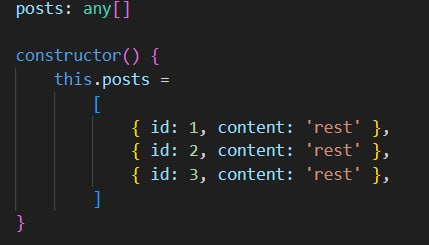 posts: any[]
constructor() {
this.posts =
[
{ id: 1, content: 'rest' },
{ id: 2, content: 'rest' },
{ id: 3, content: 'rest' },
]
}